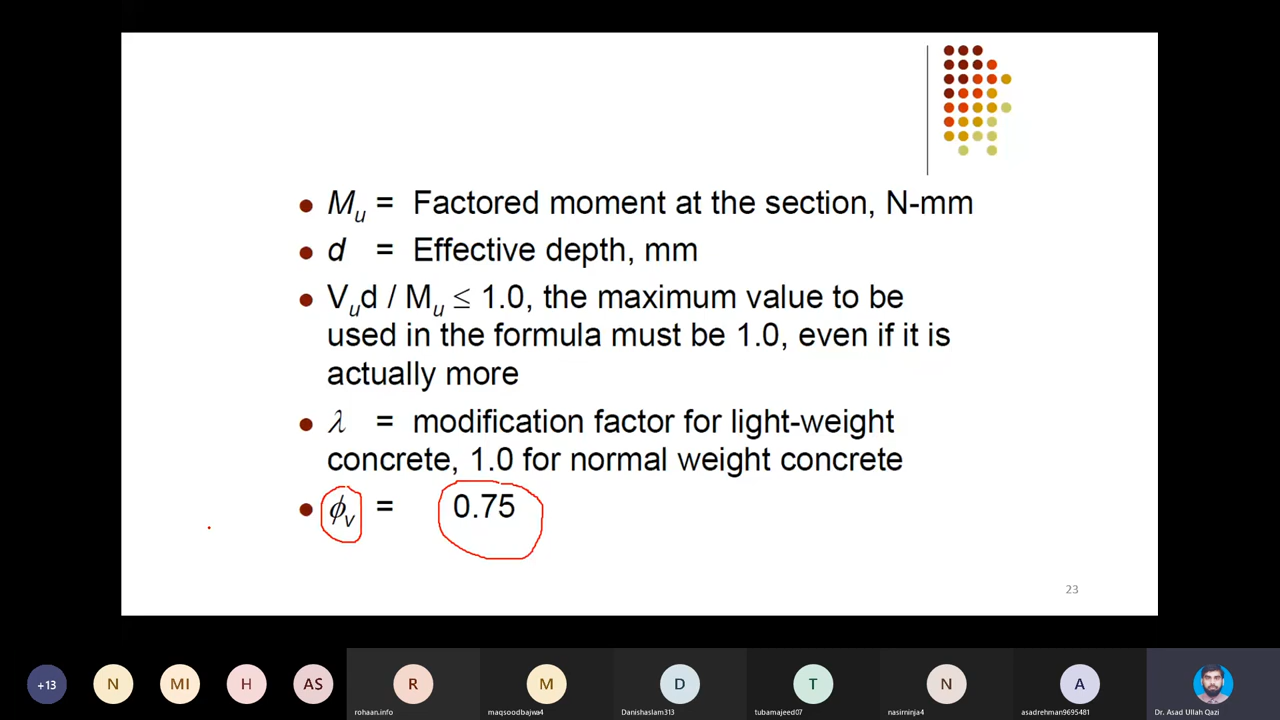 • Mu = Factored moment at the section, N-mm
• d = Effective depth, mm
• Vud / Mu ≤ 1.0, the maximum value to be
used in the formula must be 1.0, even if it is
actually more
• λ = modification factor for light-weight
concrete, 1.0 for normal weight concrete
• ϕv = 0.75
23
+13 N MI H AS R M D T N A
rohaan.info maqsoodbajwa4 Danishaslam313 tubamajeed07 nasirninja4 asadrehman9695481 Dr. Asad Ullah Qazi